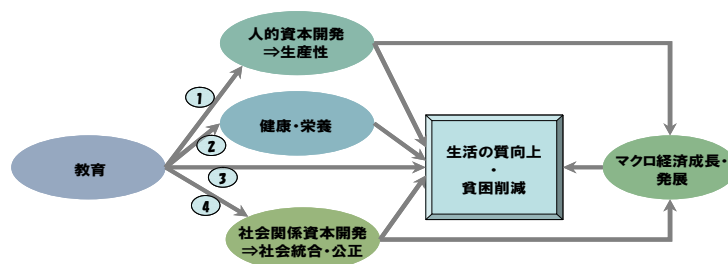 人的資本開発
⇒生産性
1
健康・栄養
2
教育
3
生活の質向上
・
貧困削減
マクロ経済成長・
発展
4
社会関係資本開発
⇒社会統合・公正